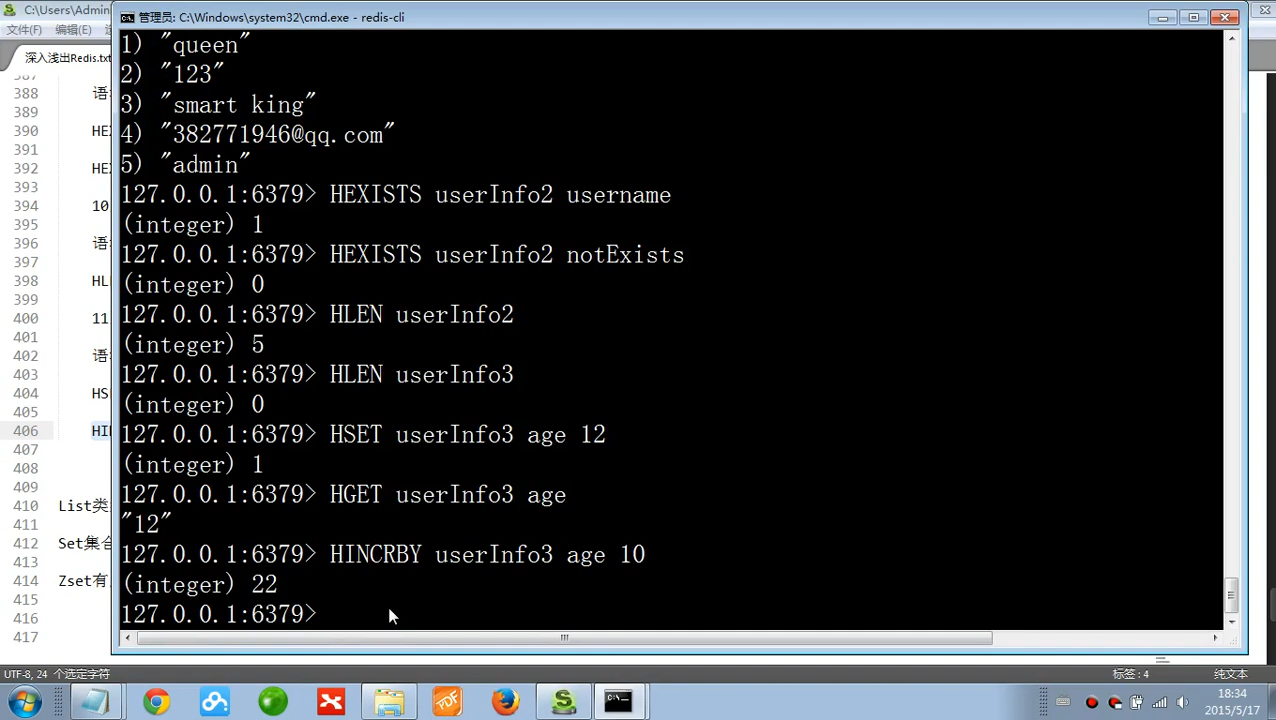 C:\Users\Admin
管理员: C:\Windows\system32\cmd.exe - redis-cli
文件(F) 编辑(E)
深入浅出Redis.txt
1) "queen"
2) "123"
3) "smart king"
4) "382771946@qq.com"
5) "admin"
127.0.0.1:6379> HEXISTS userInfo2 username
(integer) 1
127.0.0.1:6379> HEXISTS userInfo2 notExists
(integer) 0
127.0.0.1:6379> HLEN userInfo2
(integer) 5
127.0.0.1:6379> HLEN userInfo3
(integer) 0
127.0.0.1:6379> HSET userInfo3 age 12
(integer) 1
127.0.0.1:6379> HGET userInfo3 age
"12"
127.0.0.1:6379> HINCRBY userInfo3 age 10
(integer) 22
127.0.0.1:6379>
387
388
389
390 HE
391
392 HE
393
394 10
395
396
397
398 HL
399
400 11
401
402
403
404 HS
405
406 HI
407
408
409
410 List类
411
412 Set集合
413
414 Zset有
415
416
417
UTF-8, 24 个选定字符
标签: 4
纯文本
18:34
2015/5/17